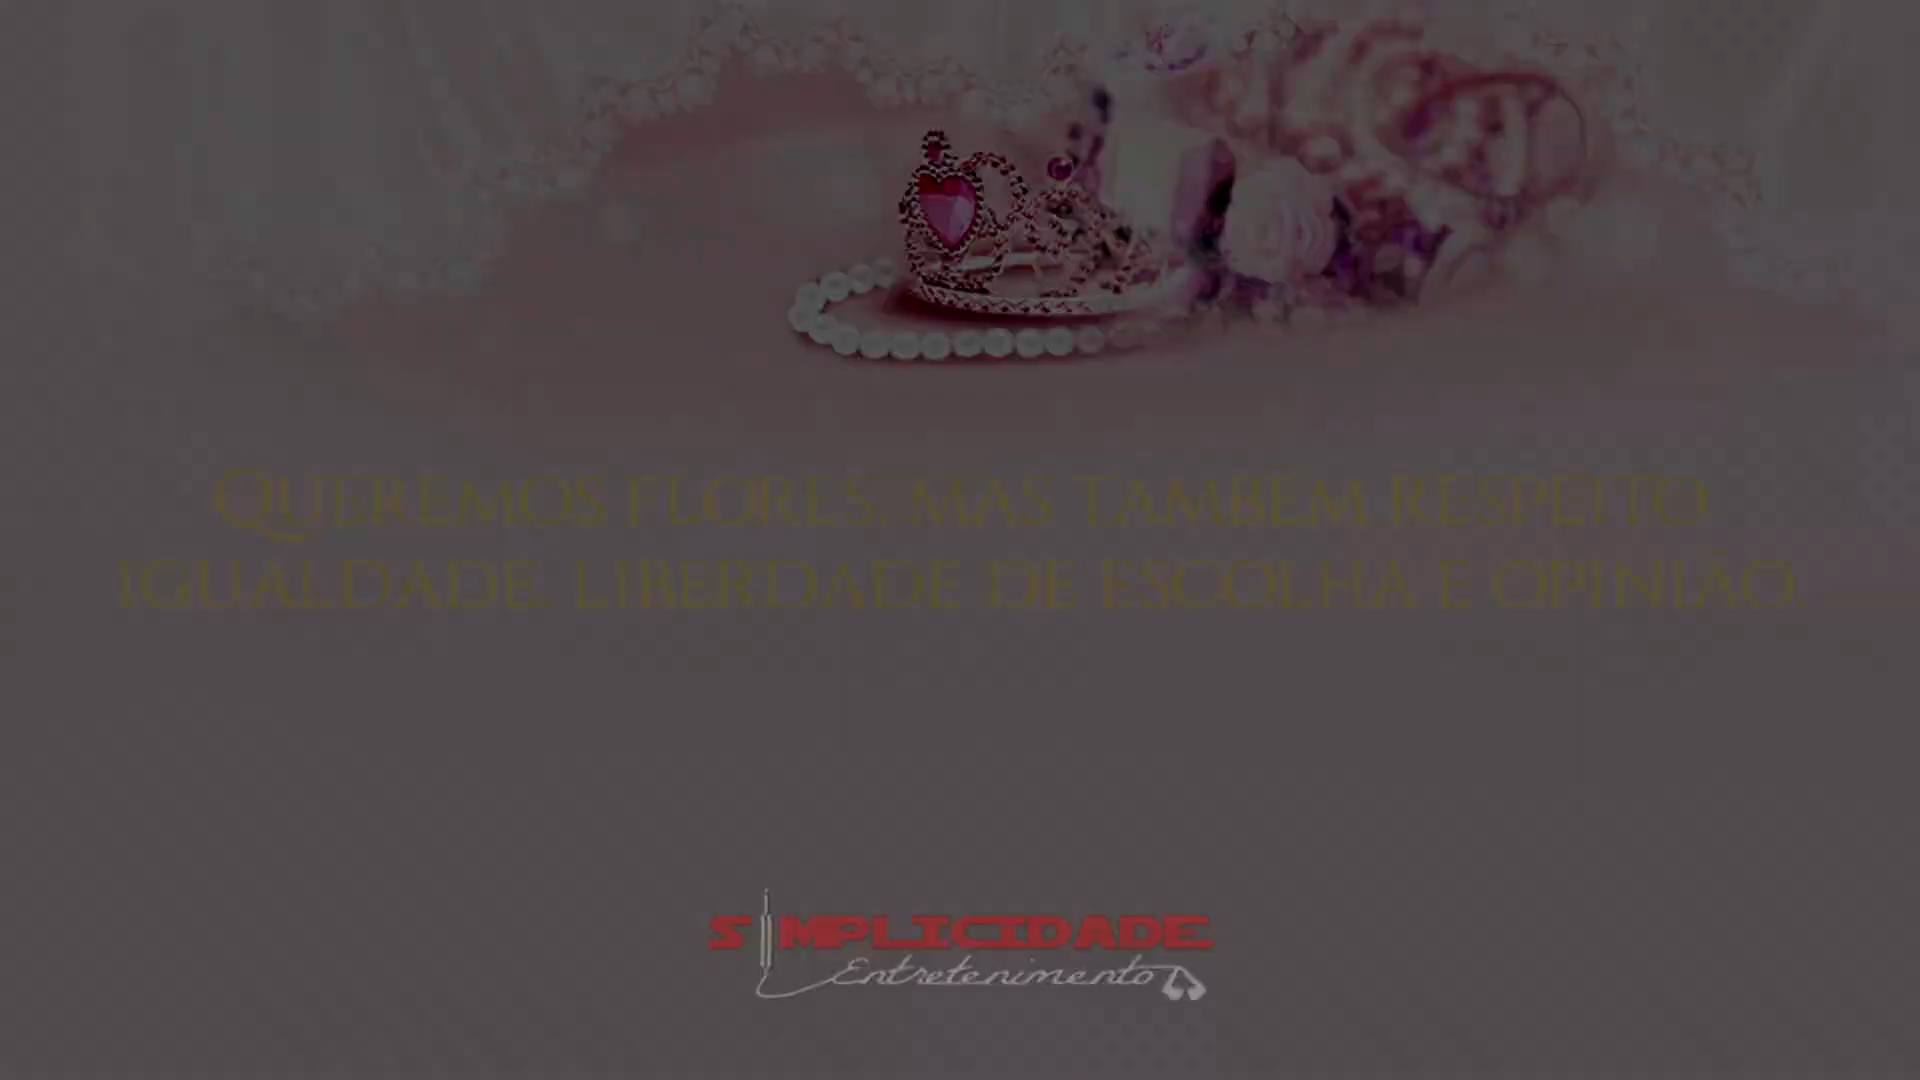 QUEREMOS FLORES, MAS TAMBÉM RESPEITO
IGUALDADE, LIBERDADE DE ESCOLHA E OPINIÃO.
SIMPLICIDADE
Entretenimento